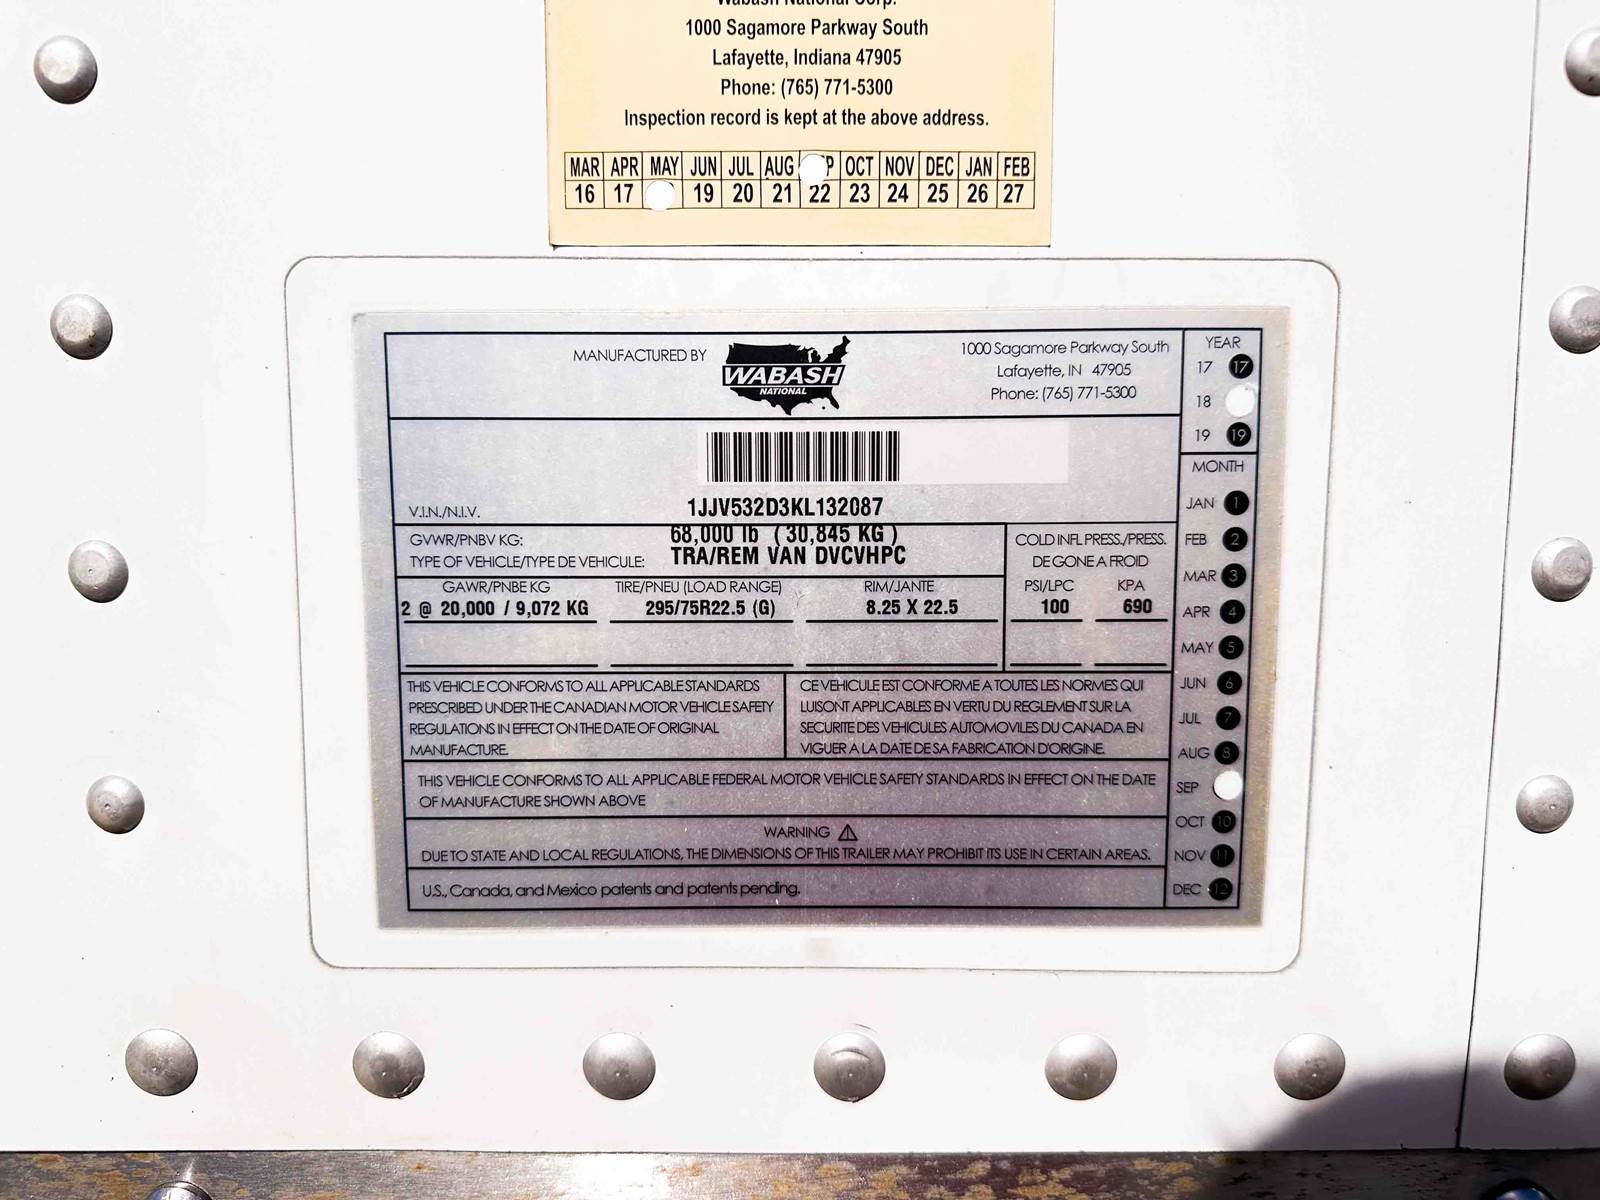 Wabash National Corp.
1000 Sagamore Parkway South
Lafayette, Indiana 47905
Phone: (765) 771-5300
Inspection record is kept at the above address.
MAR APR MAY JUN JUL AUG OCT NOV DEC JAN FEB
16 17 19 20 21 22 23 24 25 26 27
MANUFACTURED BY
WABASH
NATIONAL
1000 Sagamore Parkway South
Lafayette, IN 47905
Phone: (765) 771-5300
V.I.N./N.I.V.
1JJV532D3KL132087
GVWR/PNBV KG: 68,000 lb ( 30,845 KG )
TYPE OF VEHICLE/TYPE DE VEHICULE: TRA/REM VAN DVCVHPC
COLD INFL PRESS./PRESS.
DE GONE A FROID
GAWR/PNBE KG TIRE/PNEU (LOAD RANGE) RIM/JANTE PSI/LPC KPA
2 @ 20,000 / 9,072 KG 295/75R22.5 (G) 8.25 X 22.5 100 690
THIS VEHICLE CONFORMS TO ALL APPLICABLE STANDARDS
PRESCRIBED UNDER THE CANADIAN MOTOR VEHICLE SAFETY
REGULATIONS IN EFFECT ON THE DATE OF ORIGINAL
MANUFACTURE.
CE VEHICULE EST CONFORME A TOUTES LES NORMES QUI
LUISONT APPLICABLES EN VERTU DU REGLEMENT SUR LA
SECURITE DES VEHICULES AUTOMOVILES DU CANADA EN
VIGUER A LA DATE DE SA FABRICATION D'ORIGINE.
THIS VEHICLE CONFORMS TO ALL APPLICABLE FEDERAL MOTOR VEHICLE SAFETY STANDARDS IN EFFECT ON THE DATE
OF MANUFACTURE SHOWN ABOVE
WARNING
DUE TO STATE AND LOCAL REGULATIONS, THE DIMENSIONS OF THIS TRAILER MAY PROHIBIT ITS USE IN CERTAIN AREAS.
U.S., Canada, and Mexico patents and patents pending.
YEAR
17 17
18
19 19
MONTH
JAN 1
FEB 2
MAR 3
APR 4
MAY 5
JUN 6
JUL 7
AUG 8
SEP
OCT 10
NOV 11
DEC 12